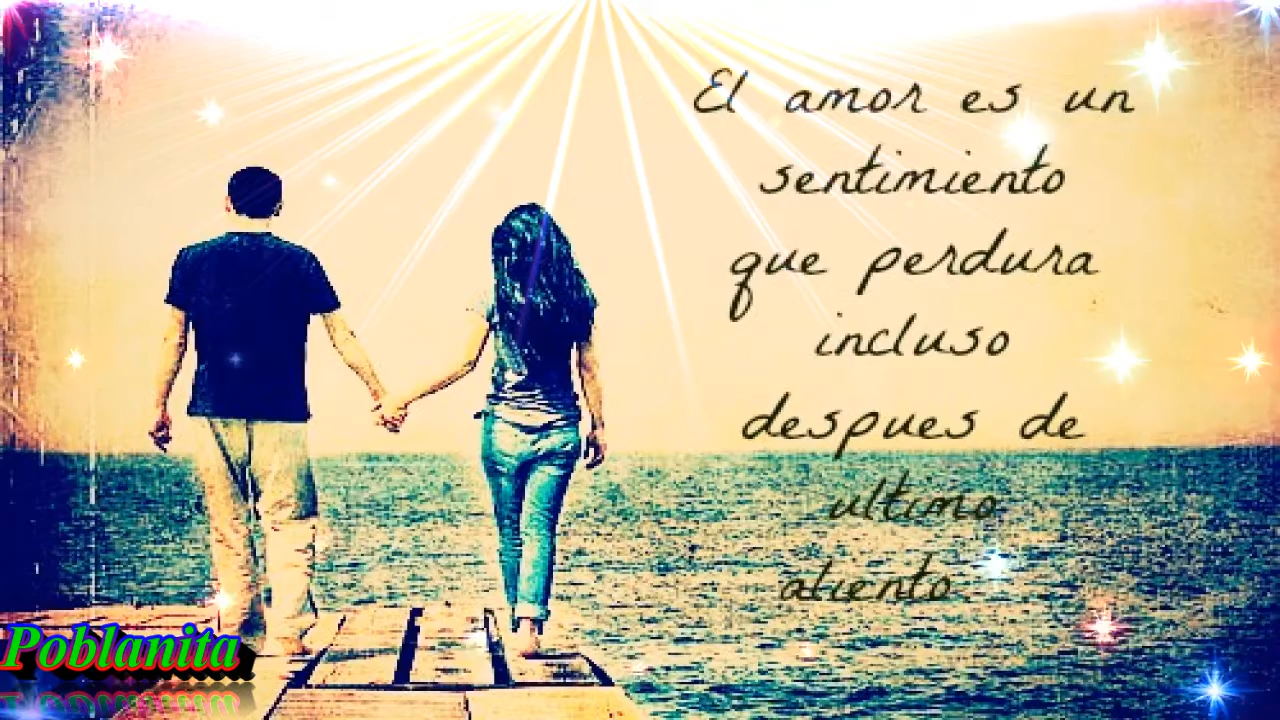 El amor es un
sentimiento
que perdura
incluso
despues de
ultimo
aliento.
Poblanita